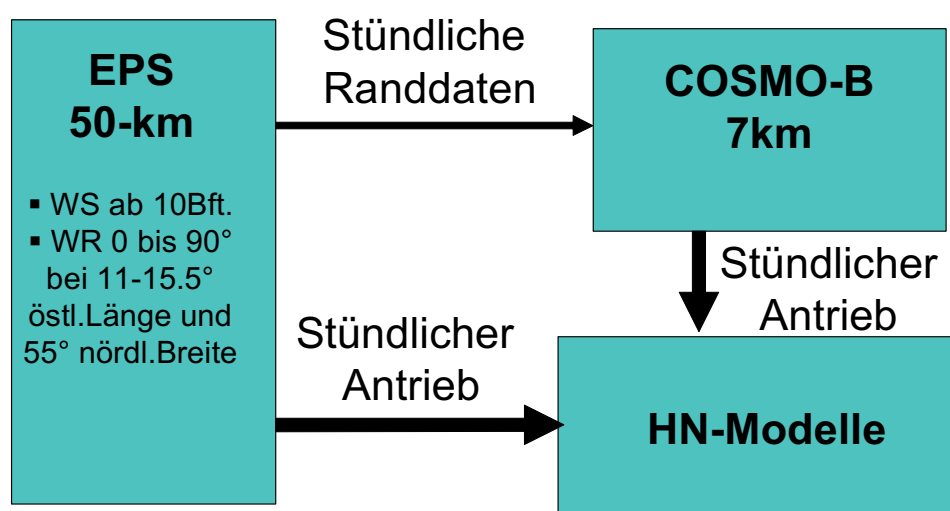 EPS
50-km
▪ WS ab 10Bft.
▪ WR 0 bis 90°
bei 11-15.5°
östl.Länge und
55° nördl.Breite
Stündliche
Randdaten
COSMO-B
7km
Stündlicher
Antrieb
Stündlicher
Antrieb
HN-Modelle